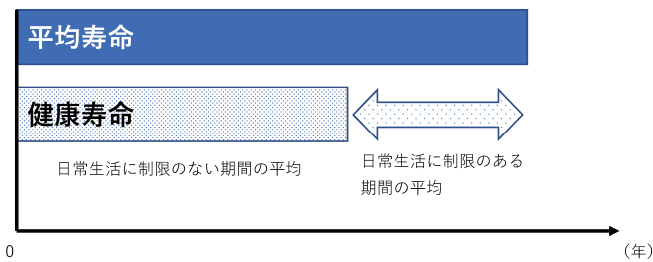 平均寿命
健康寿命
日常生活に制限のない期間の平均
日常生活に制限のある
期間の平均
0
（年）